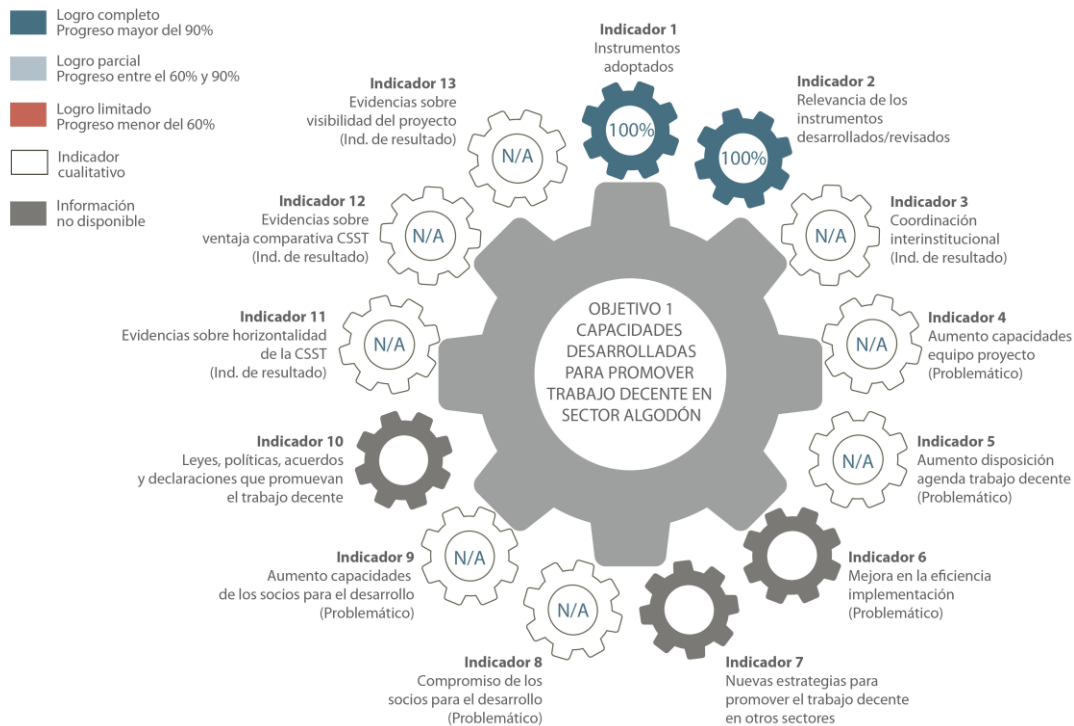 Logro completo
Progreso mayor del 90%
Logro parcial
Progreso entre el 60% y 90%
Logro limitado
Progreso menor del 60%
Indicador
cualitativo
Información
no disponible
Indicador 1
Instrumentos
adoptados
100%
Indicador 2
Relevancia de los
instrumentos
desarrollados/revisados
100%
Indicador 3
Coordinación
interinstitucional
(Ind. de resultado)
N/A
Indicador 4
Aumento capacidades
equipo proyecto
(Problemático)
N/A
Indicador 5
Aumento disposición
agenda trabajo decente
(Problemático)
N/A
Indicador 6
Mejora en la eficiencia
implementación
(Problemático)
Indicador 7
Nuevas estrategias para
promover el trabajo decente
en otros sectores
Indicador 8
Compromiso de los
socios para el desarrollo
(Problemático)
N/A
Indicador 9
Aumento capacidades
de los socios para el desarrollo
(Problemático)
N/A
Indicador 10
Leyes, políticas, acuerdos
y declaraciones que promuevan
el trabajo decente
Indicador 11
Evidencias sobre horizontalidad
de la CSST
(Ind. de resultado)
N/A
Indicador 12
Evidencias sobre
ventaja comparativa CSST
(Ind. de resultado)
N/A
Indicador 13
Evidencias sobre
visibilidad del proyecto
(Ind. de resultado)
N/A
OBJETIVO 1
CAPACIDADES
DESARROLLADAS
PARA PROMOVER
TRABAJO DECENTE EN
SECTOR ALGODÓN